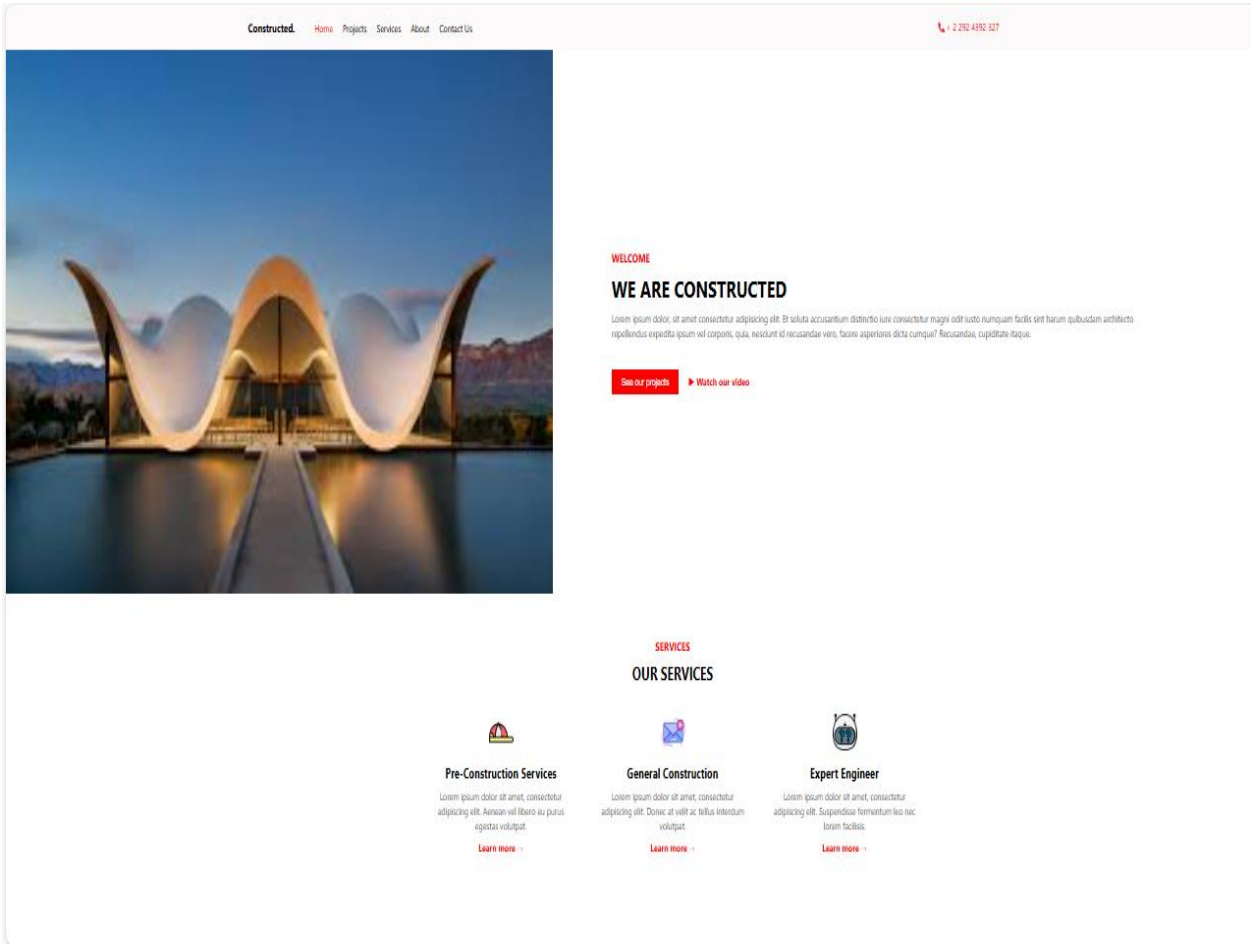 Constructed. Home Projects Services About Contact Us + 2 292 4392 327
WELCOME
WE ARE CONSTRUCTED
Lorem ipsum dolor, sit amet consectetur adipisicing elit. Et soluta accusantium distinctio iure consectetur magni odit iusto numquam facilis sint harum quibusdam architecto
repellendus expedita ipsum vel corporis, quia, nesciunt id recusandae vero, facere asperiores dicta cumque? Recusandae, cupiditate itaque.
See our projects Watch our video
SERVICES
OUR SERVICES
Pre-Construction Services
Lorem ipsum dolor sit amet, consectetur
adipiscing elit. Aenean vel libero eu purus
egestas volutpat.
Learn more →
General Construction
Lorem ipsum dolor sit amet, consectetur
adipiscing elit. Donec at velit ac tellus interdum
volutpat.
Learn more →
Expert Engineer
Lorem ipsum dolor sit amet, consectetur
adipiscing elit. Suspendisse fermentum leo nec
lorem facilisis.
Learn more →